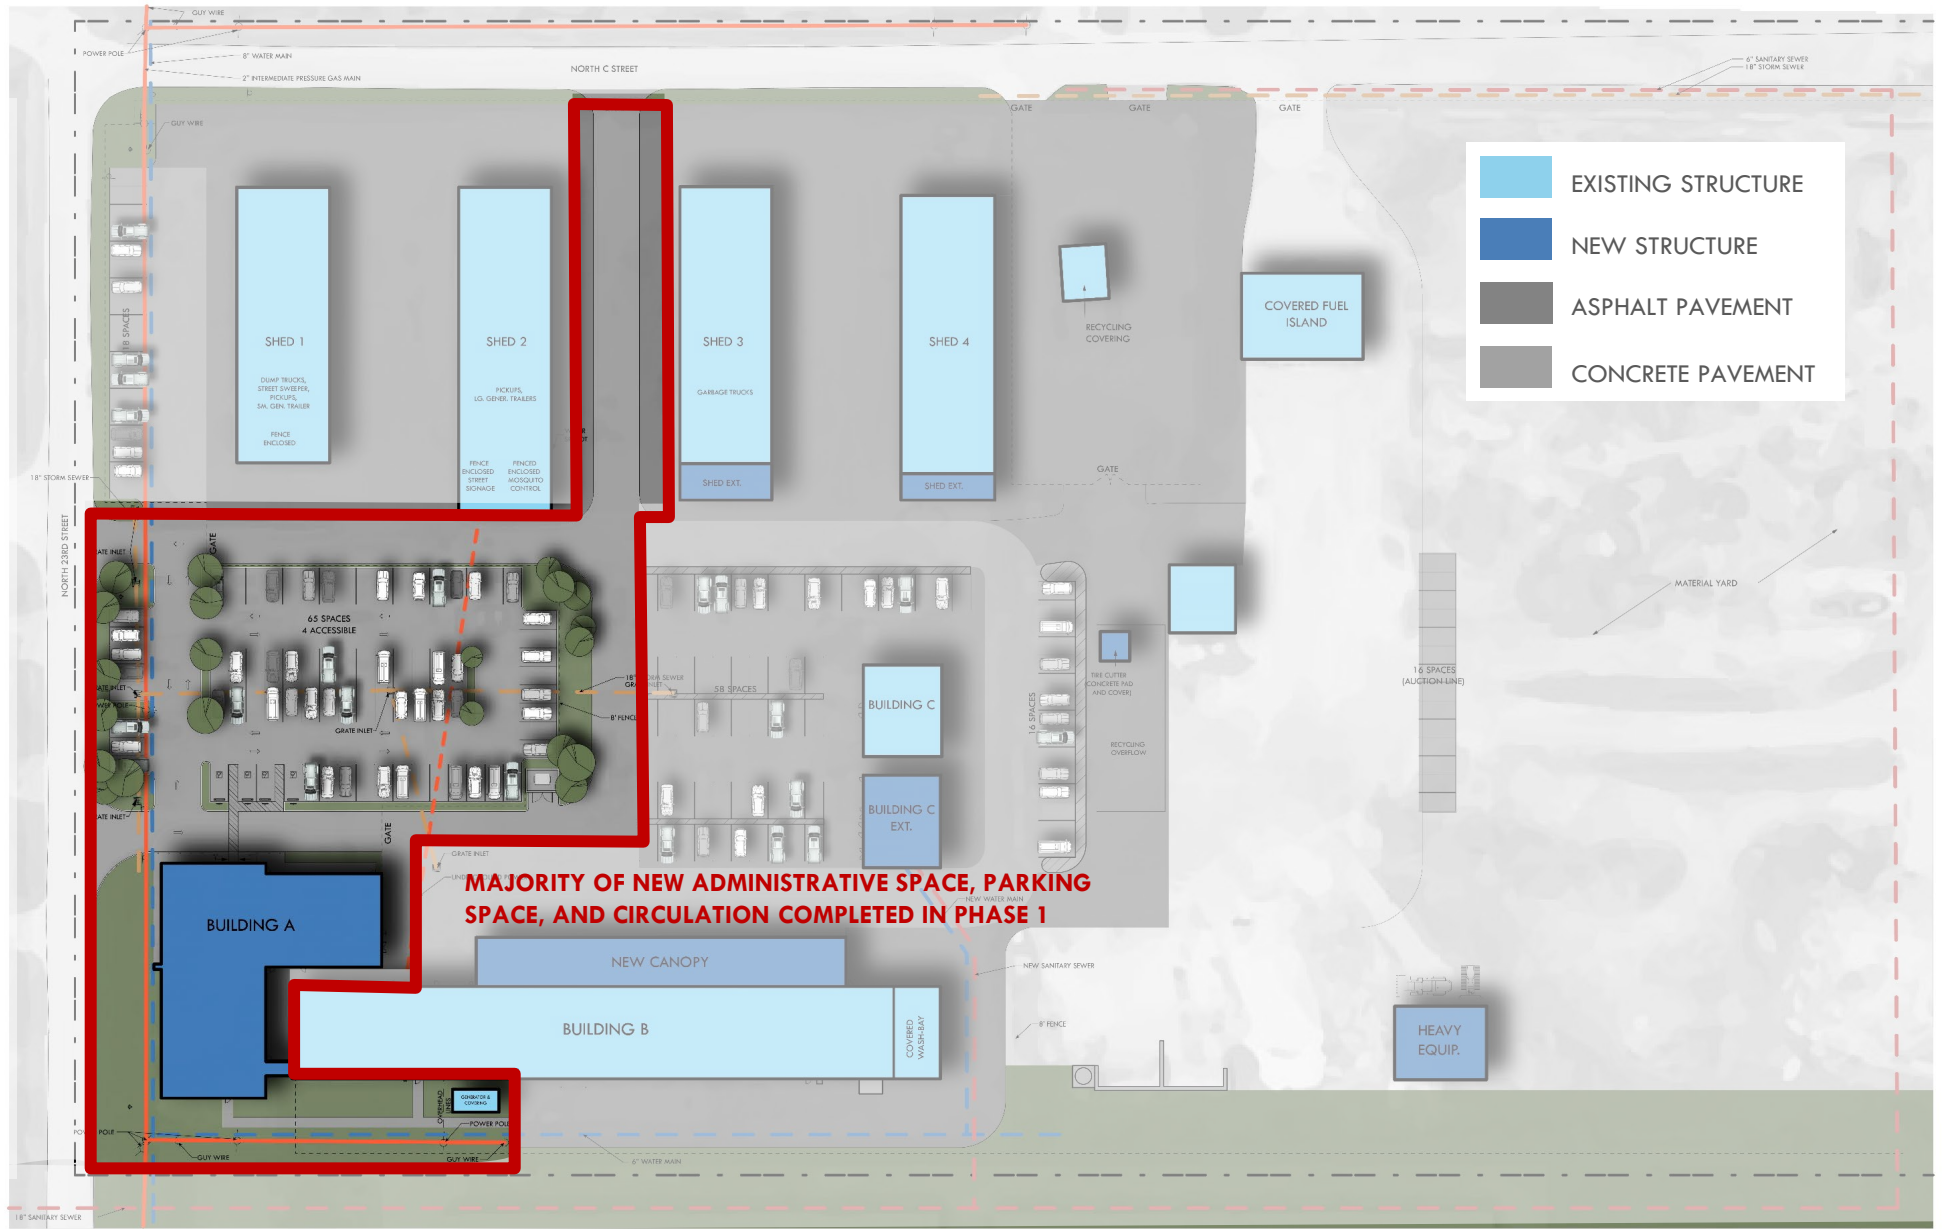 GUY WIRE
POWER POLE
8" WATER MAIN
2" INTERMEDIATE PRESSURE GAS MAIN
NORTH C STREET
6" SANITARY SEWER
18" STORM SEWER
GATE
GATE
GATE
GUY WIRE
EXISTING STRUCTURE
NEW STRUCTURE
ASPHALT PAVEMENT
CONCRETE PAVEMENT
18 SPACES
SHED 1
DUMP TRUCKS,
STREET SWEEPER,
PICKUPS,
SM. GEN. TRAILER
FENCE
ENCLOSED
SHED 2
PICKUPS,
LG. GENER. TRAILERS
FENCE
ENCLOSED
STREET
SIGNAGE
FENCED
ENCLOSED
MOSQUITO
CONTROL
SHED 3
GARBAGE TRUCKS
SHED EXT.
SHED 4
SHED EXT.
RECYCLING
COVERING
COVERED FUEL
ISLAND
GATE
18" STORM SEWER
NORTH 23RD STREET
GATE
65 SPACES
4 ACCESSIBLE
GRATE INLET
8' FENCE
58 SPACES
BUILDING C
BUILDING C
EXT.
16 SPACES
TIRE CUTTER
(CONCRETE PAD
AND COVER)
RECYCLING
OVERFLOW
16 SPACES
(AUCTION LINE)
MATERIAL YARD
GATE
GRATE INLET
MAJORITY OF NEW ADMINISTRATIVE SPACE, PARKING
SPACE, AND CIRCULATION COMPLETED IN PHASE 1
NEW WATER MAIN
BUILDING A
NEW CANOPY
NEW SANITARY SEWER
BUILDING B
COVERED
WASH-BAY
8' FENCE
HEAVY
EQUIP.
GENERATOR &
COVERING
OVERHEAD
LINES
POWER POLE
POWER POLE
GUY WIRE
GUY WIRE
6" WATER MAIN
18" SANITARY SEWER